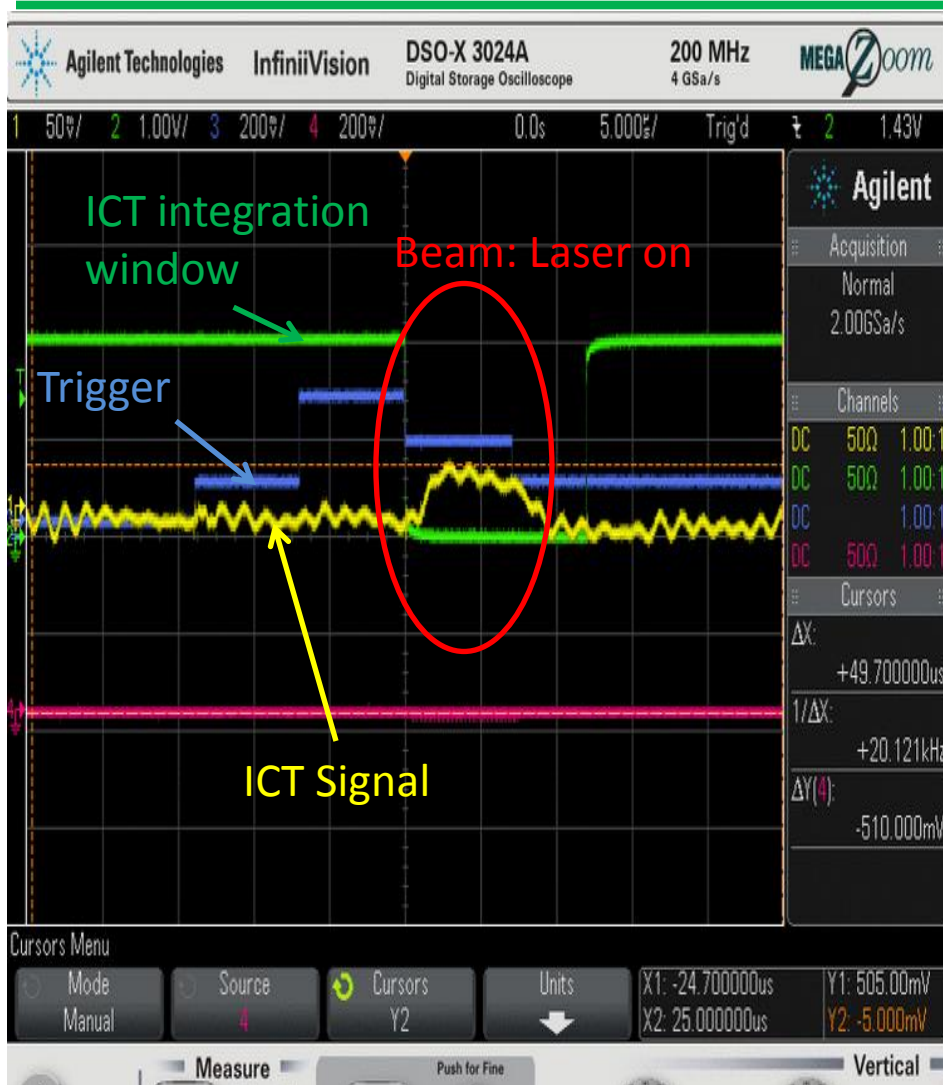 Agilent Technologies InfiniiVision DSO-X 3024A 200 MHz MEGA Zoom
Digital Storage Oscilloscope 4 GSa/s
1 50%/ 2 1.00V/ 3 200%/ 4 200%/ 0.0s 5.000%/ Trig'd 2 1.43V
Agilent
ICT integration
window
Beam: Laser on
Acquisition
Normal
2.00GSa/s
T
Trigger
Channels
DC 50Ω 1.00:1
DC 50Ω 1.00:1
DC 1.00:1
DC 50Ω 1.00:1
Cursors
ΔX:
+49.700000us
1/ΔX:
+20.121kHz
ΔY(4):
-510.000mV
ICT Signal
Cursors Menu
Mode Source Cursors Units X1: -24.700000us Y1: 505.00mV
Manual 4 Y2 X2: 25.000000us Y2: -5.000mV
Measure Push for Fine Vertical